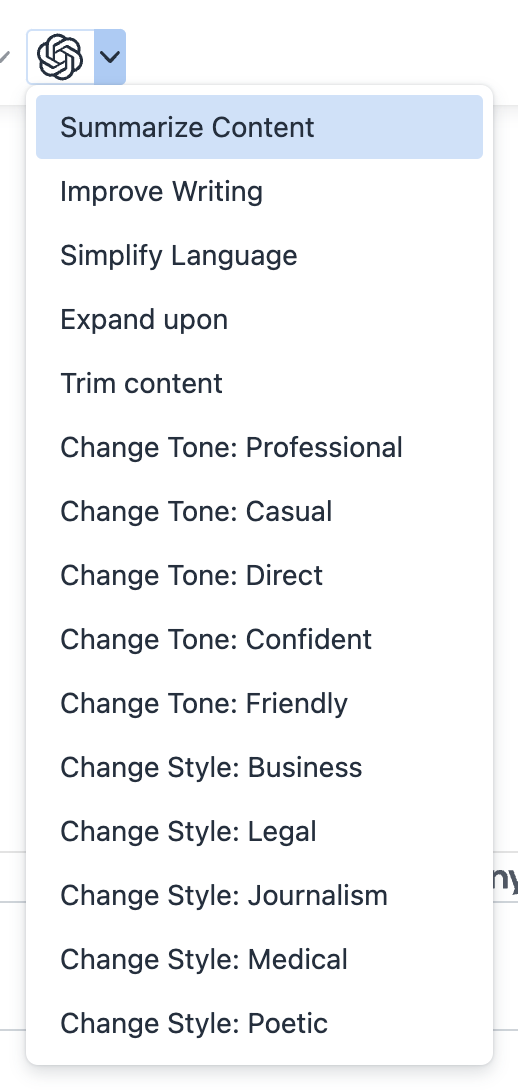 Summarize Content
Improve Writing
Simplify Language
Expand upon
Trim content
Change Tone: Professional
Change Tone: Casual
Change Tone: Direct
Change Tone: Confident
Change Tone: Friendly
Change Style: Business
Change Style: Legal
Change Style: Journalism
Change Style: Medical
Change Style: Poetic